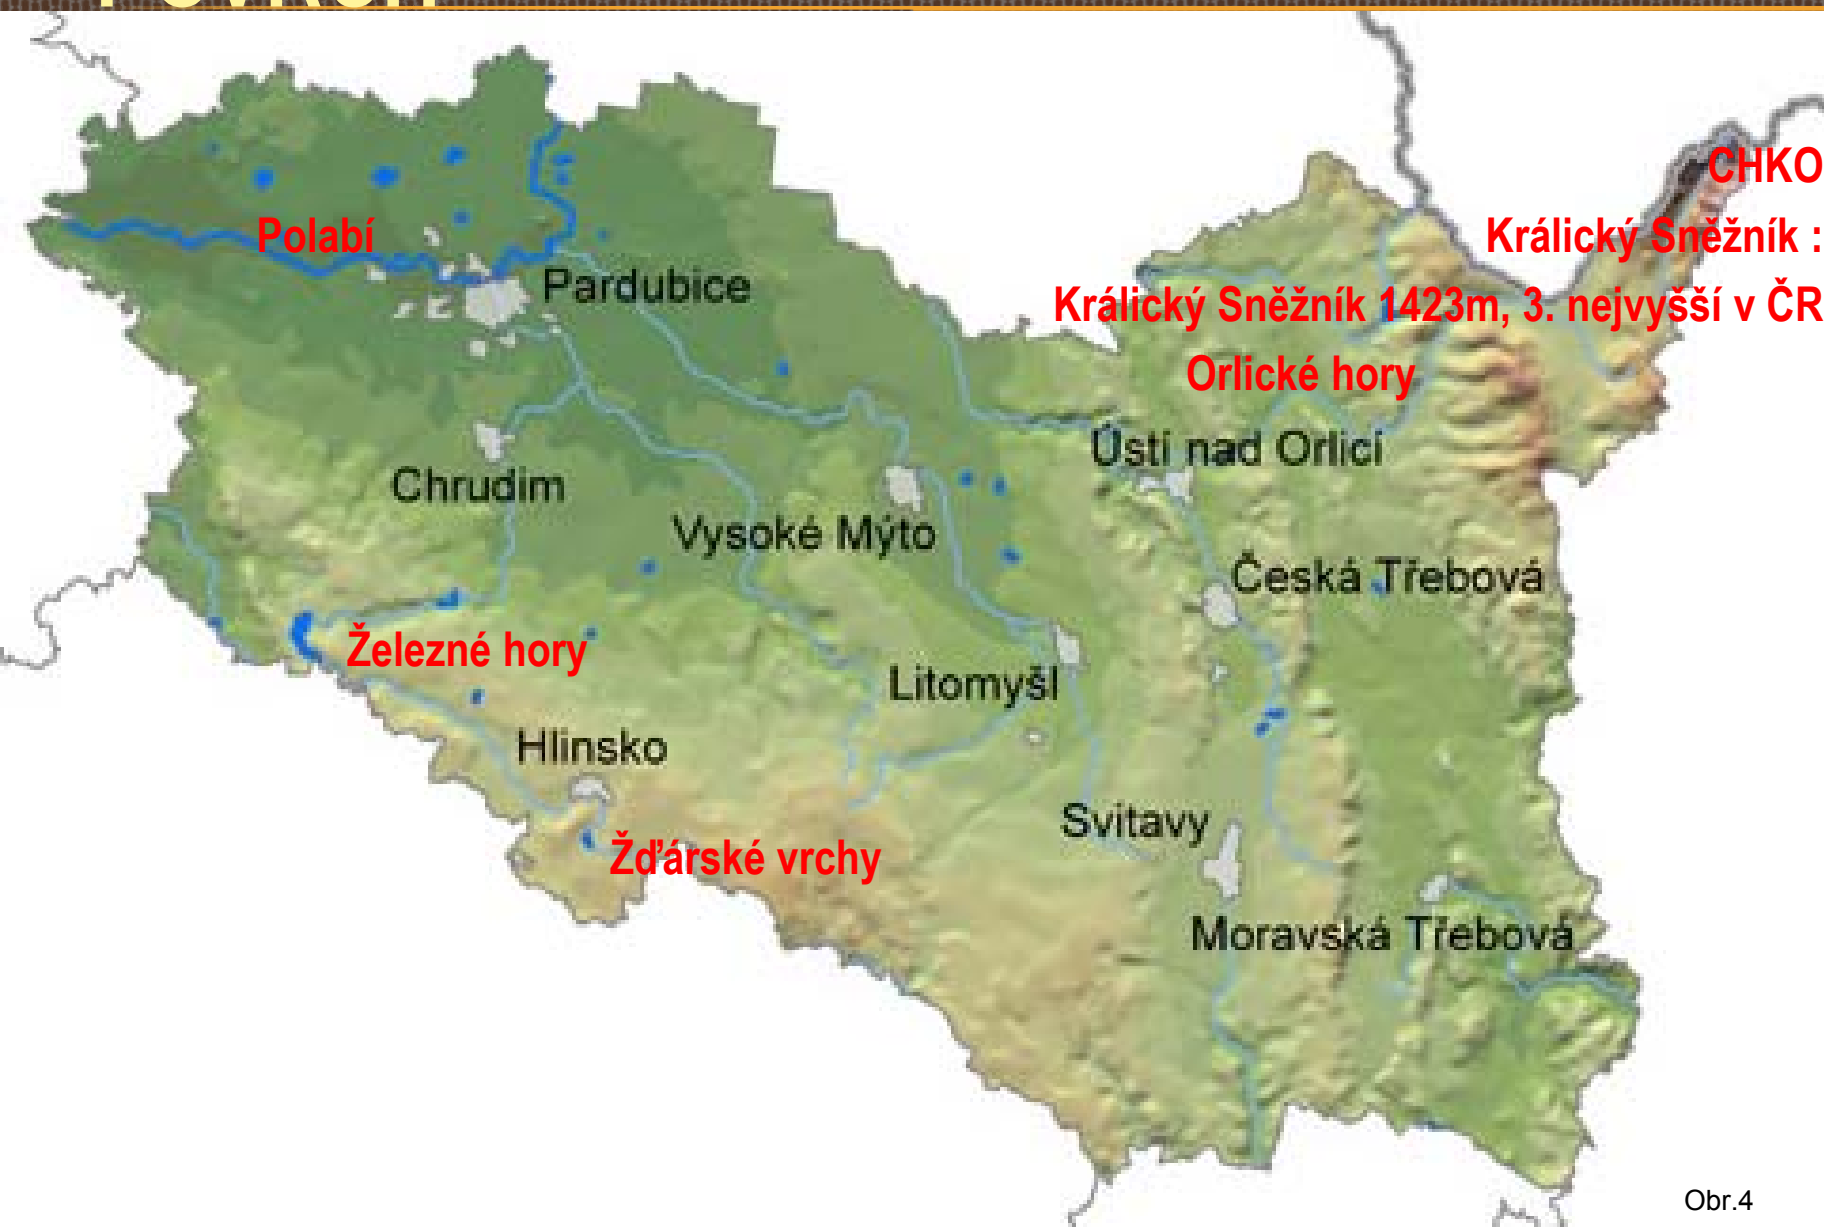 POVRCH
CHKO
Králický Sněžník :
Králický Sněžník 1423m, 3. nejvyšší v ČR
Orlické hory
Polabí
Pardubice
Ústí nad Orlicí
Chrudim
Vysoké Mýto
Česká Třebová
Železné hory
Litomyšl
Hlinsko
Svitavy
Žďárské vrchy
Moravská Třebová
Obr.4